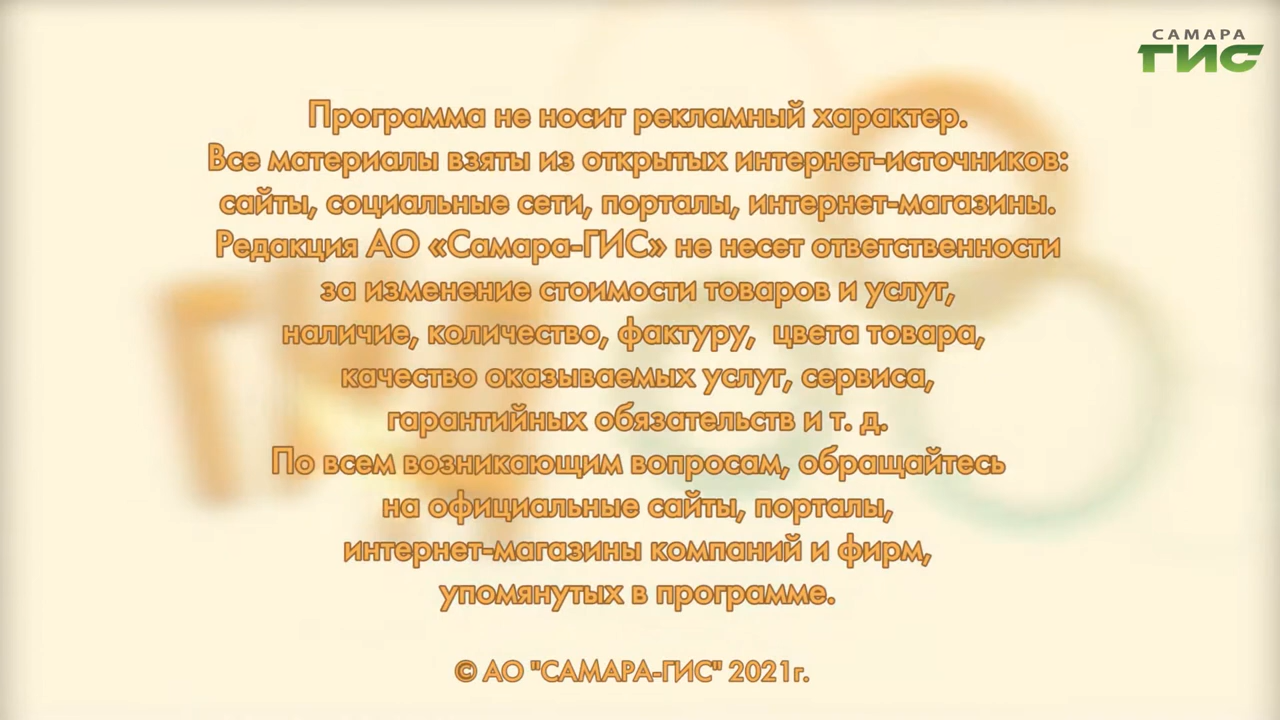 САМАРА
ГИС
Программа не носит рекламный характер.
Все материалы взяты из открытых интернет-источников:
сайты, социальные сети, порталы, интернет-магазины.
Редакция АО «Самара-ГИС» не несет ответственности
за изменение стоимости товаров и услуг,
наличие, количество, фактуру, цвета товара,
качество оказываемых услуг, сервиса,
гарантийных обязательств и т. д.
По всем возникающим вопросам, обращайтесь
на официальные сайты, порталы,
интернет-магазины компаний и фирм,
упомянутых в программе.
© АО "САМАРА-ГИС" 2021г.